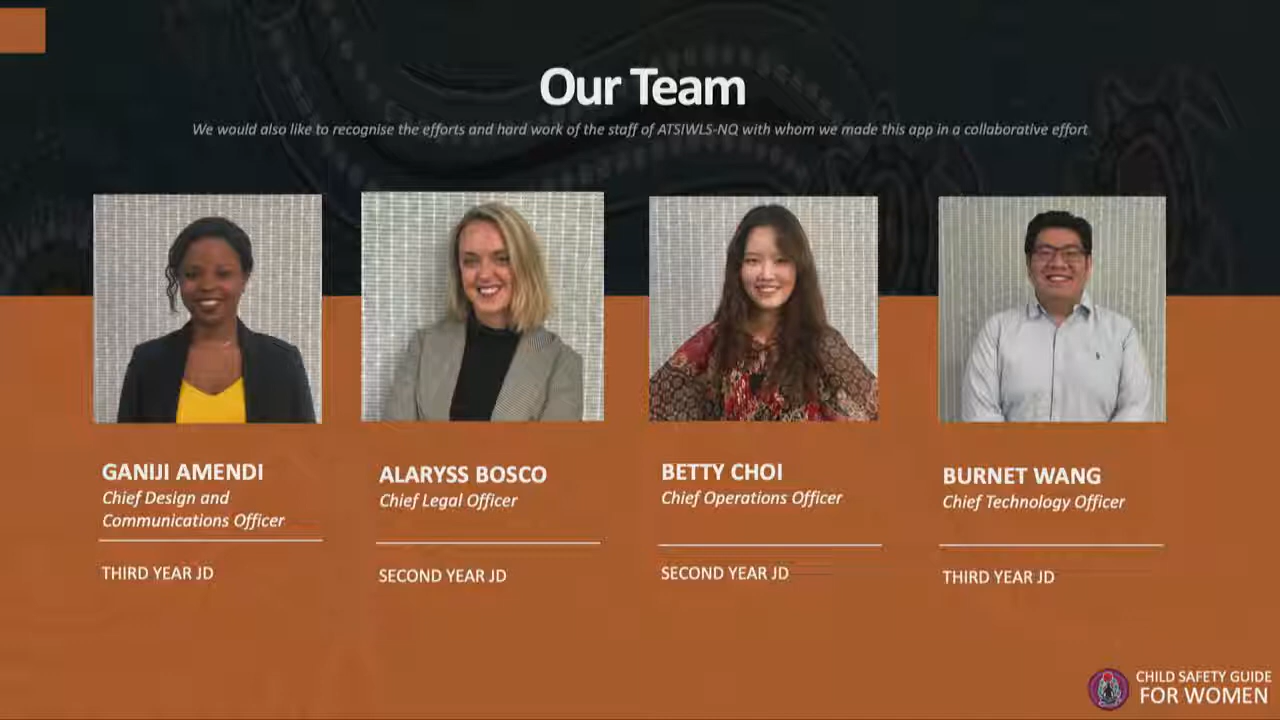 Our Team
We would also like to recognise the efforts and hard work of the staff of ATSIWLS-NQ with whom we made this app in a collaborative effort
GANIJI AMENDI
Chief Design and
Communications Officer
THIRD YEAR JD
ALARYSS BOSCO
Chief Legal Officer
SECOND YEAR JD
BETTY CHOI
Chief Operations Officer
SECOND YEAR JD
BURNET WANG
Chief Technology Officer
THIRD YEAR JD
CHILD SAFETY GUIDE
FOR WOMEN